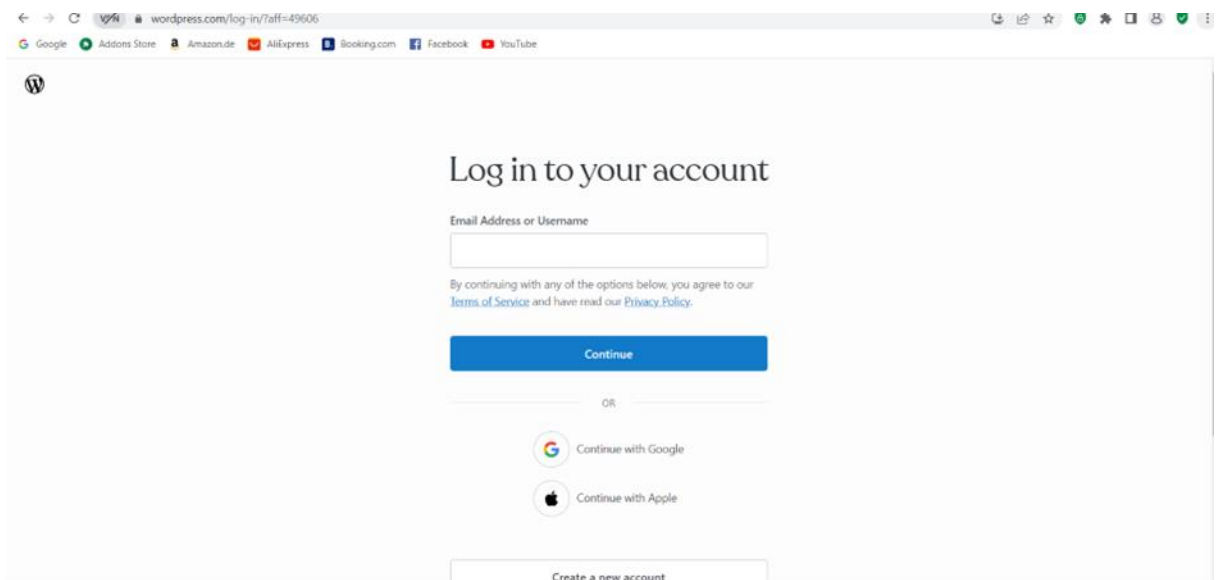 VPN wordpress.com/log-in/?aff=49606
Google Addons Store Amazon.de AliExpress Booking.com Facebook YouTube
Log in to your account
Email Address or Username
By continuing with any of the options below, you agree to our
Terms of Service and have read our Privacy Policy.
Continue
OR
Continue with Google
Continue with Apple
Create a new account